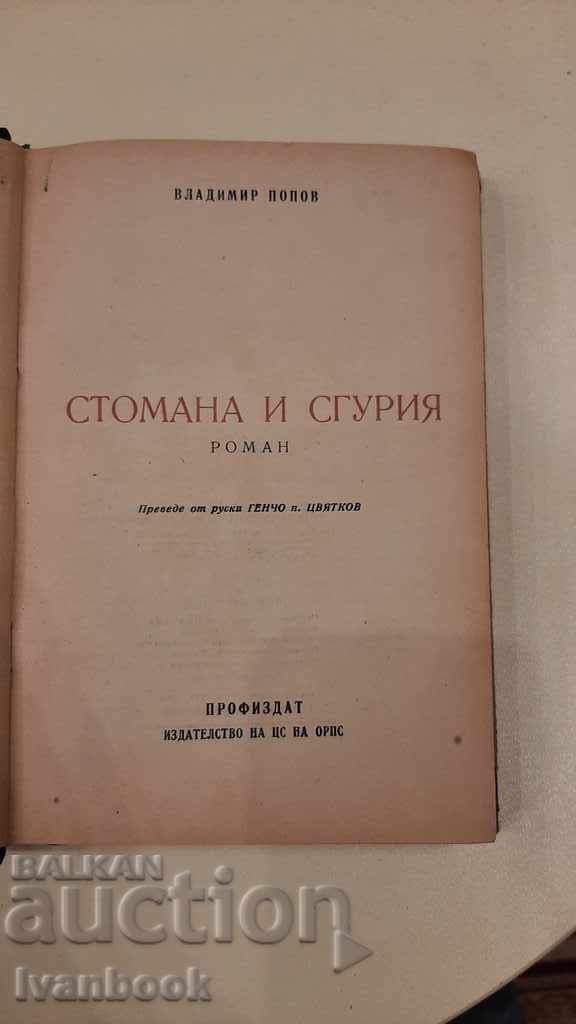 ВЛАДИМИР ПОПОВ
СТОМАНА И СГУРИЯ
РОМАН
Преведе от руски ГЕНЧО п. ЦВЯТКОВ
ПРОФИЗДАТ
ИЗДАТЕЛСТВО НА ЦС НА ОРПС
BALKAN
auction
Ivanbook